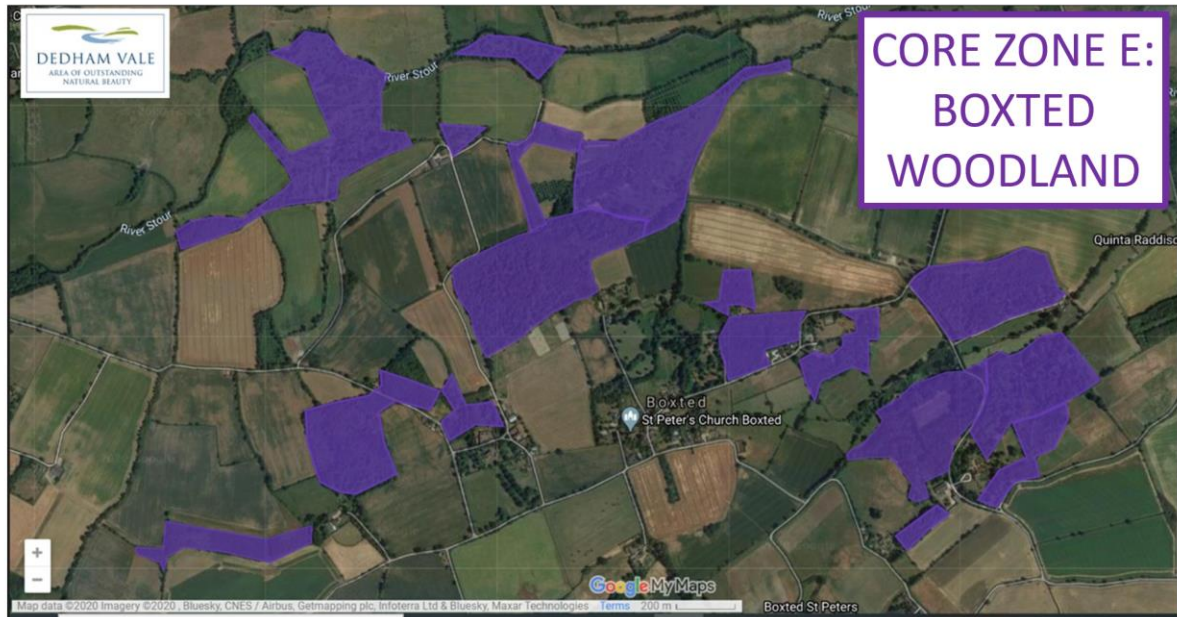 DEDHAM VALE
AREA OF OUTSTANDING
NATURAL BEAUTY
River Stour
River Stour
River Stour
CORE ZONE E:
BOXTED
WOODLAND
Quinta Raddisc
Boxted
St Peter's Church Boxted
+
−
Google My Maps
Map data ©2020 Imagery ©2020 , Bluesky, CNES / Airbus, Getmapping plc, Infoterra Ltd & Bluesky, Maxar Technologies Terms 200 m
Boxted St Peters